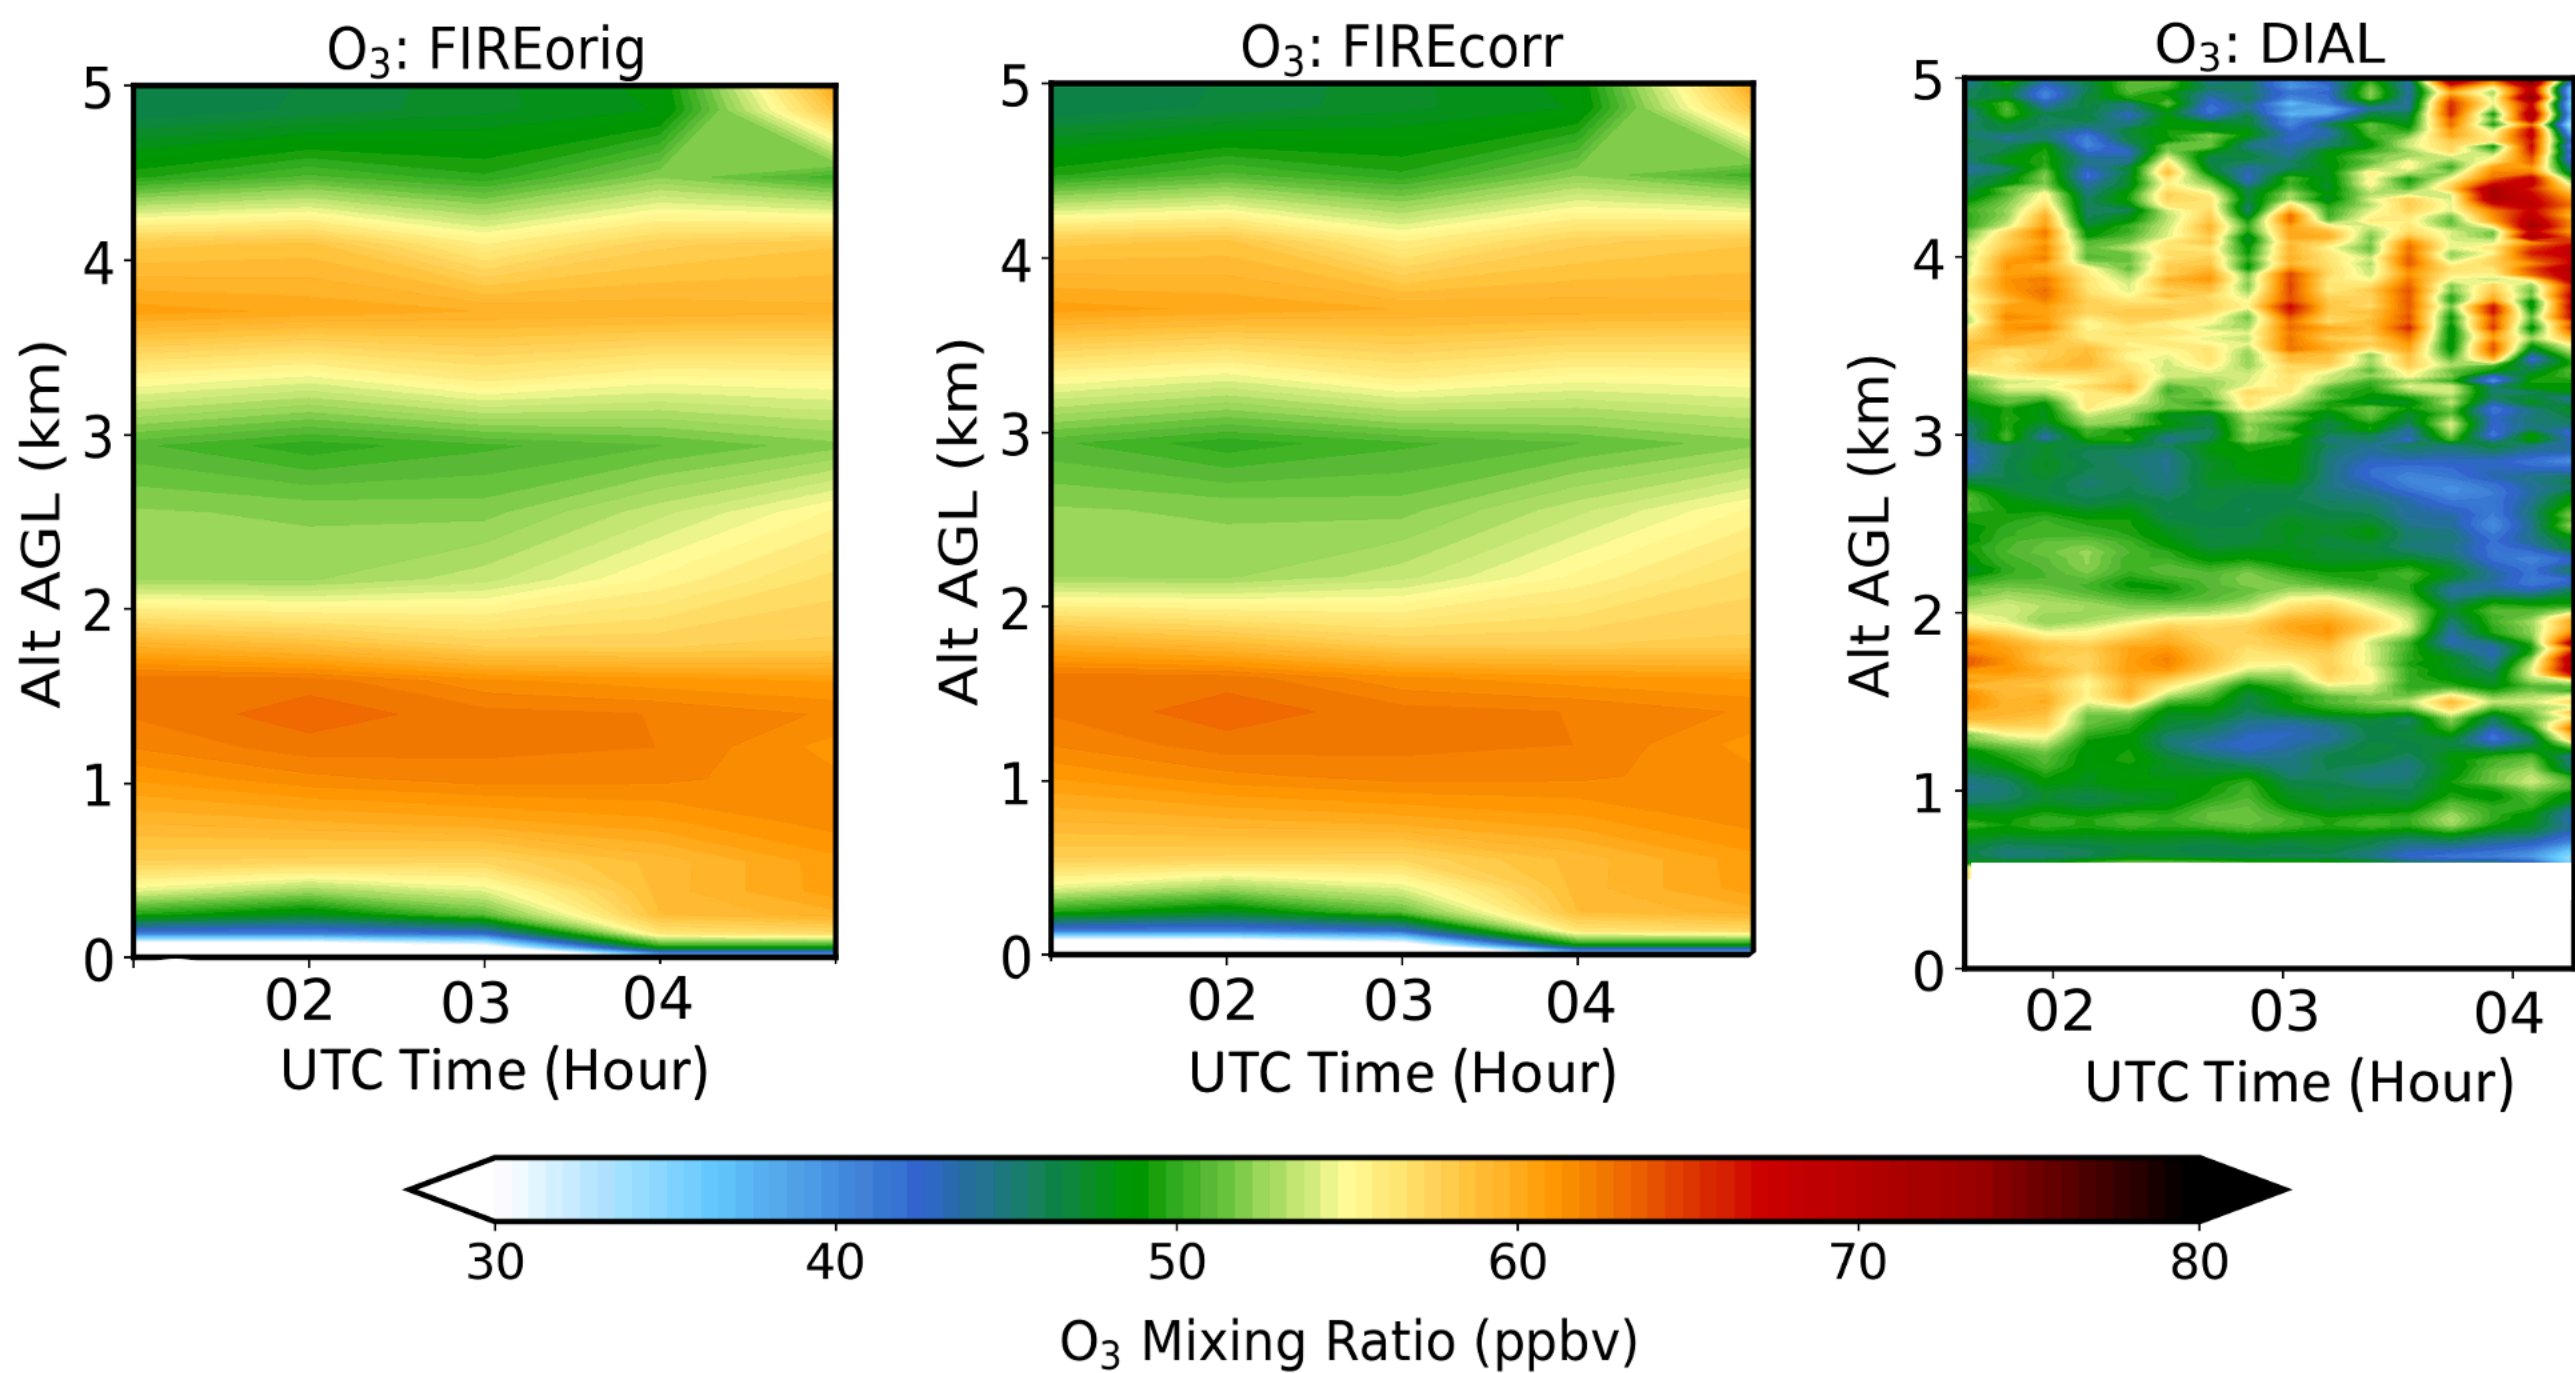 O₃: FIREorig
5
4
3
2
1
0
Alt AGL (km)
02 03 04
UTC Time (Hour)
O₃: FIREcorr
5
4
3
2
1
0
Alt AGL (km)
02 03 04
UTC Time (Hour)
O₃: DIAL
5
4
3
2
1
0
Alt AGL (km)
02 03 04
UTC Time (Hour)
30 40 50 60 70 80
O₃ Mixing Ratio (ppbv)